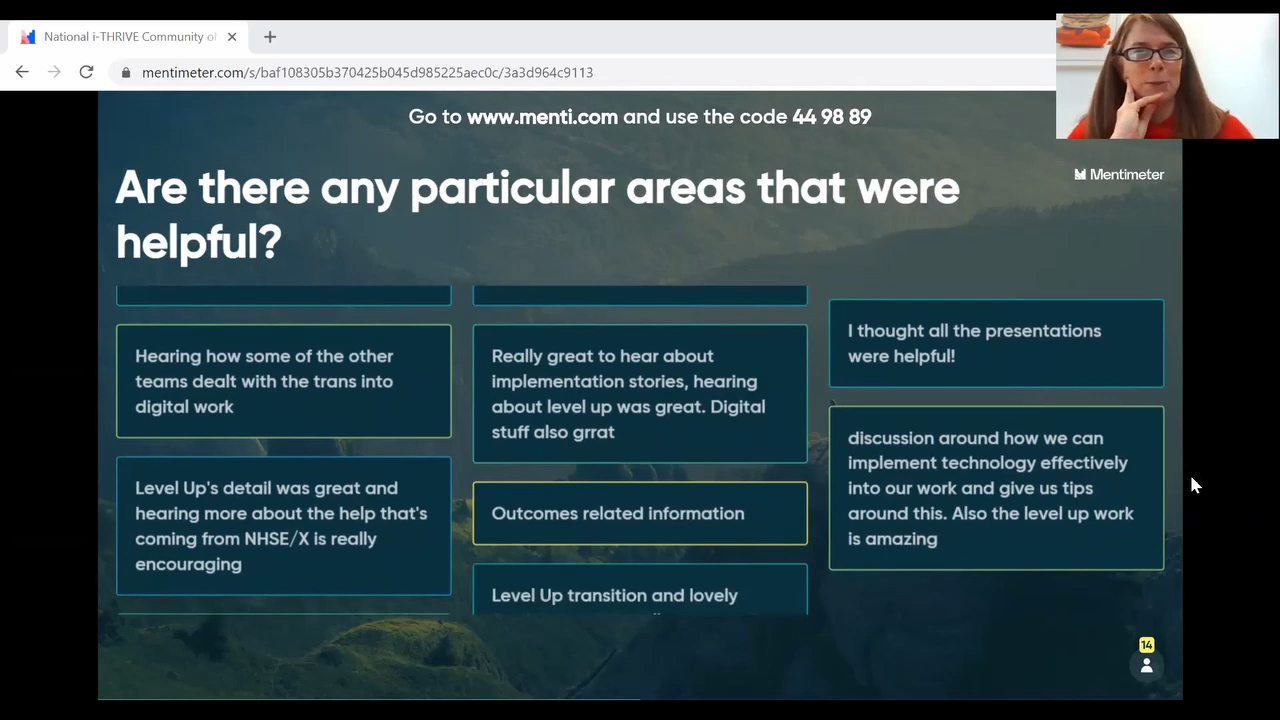 National i-THRIVE Community of
mentimeter.com/s/baf108305b370425b045d985225aec0c/3a3d964c9113
Go to www.menti.com and use the code 44 98 89
Mentimeter
Are there any particular areas that were
helpful?
Hearing how some of the other
teams dealt with the trans into
digital work
Level Up's detail was great and
hearing more about the help that's
coming from NHSE/X is really
encouraging
Really great to hear about
implementation stories, hearing
about level up was great. Digital
stuff also grrat
Outcomes related information
Level Up transition and lovely
I thought all the presentations
were helpful!
discussion around how we can
implement technology effectively
into our work and give us tips
around this. Also the level up work
is amazing
14